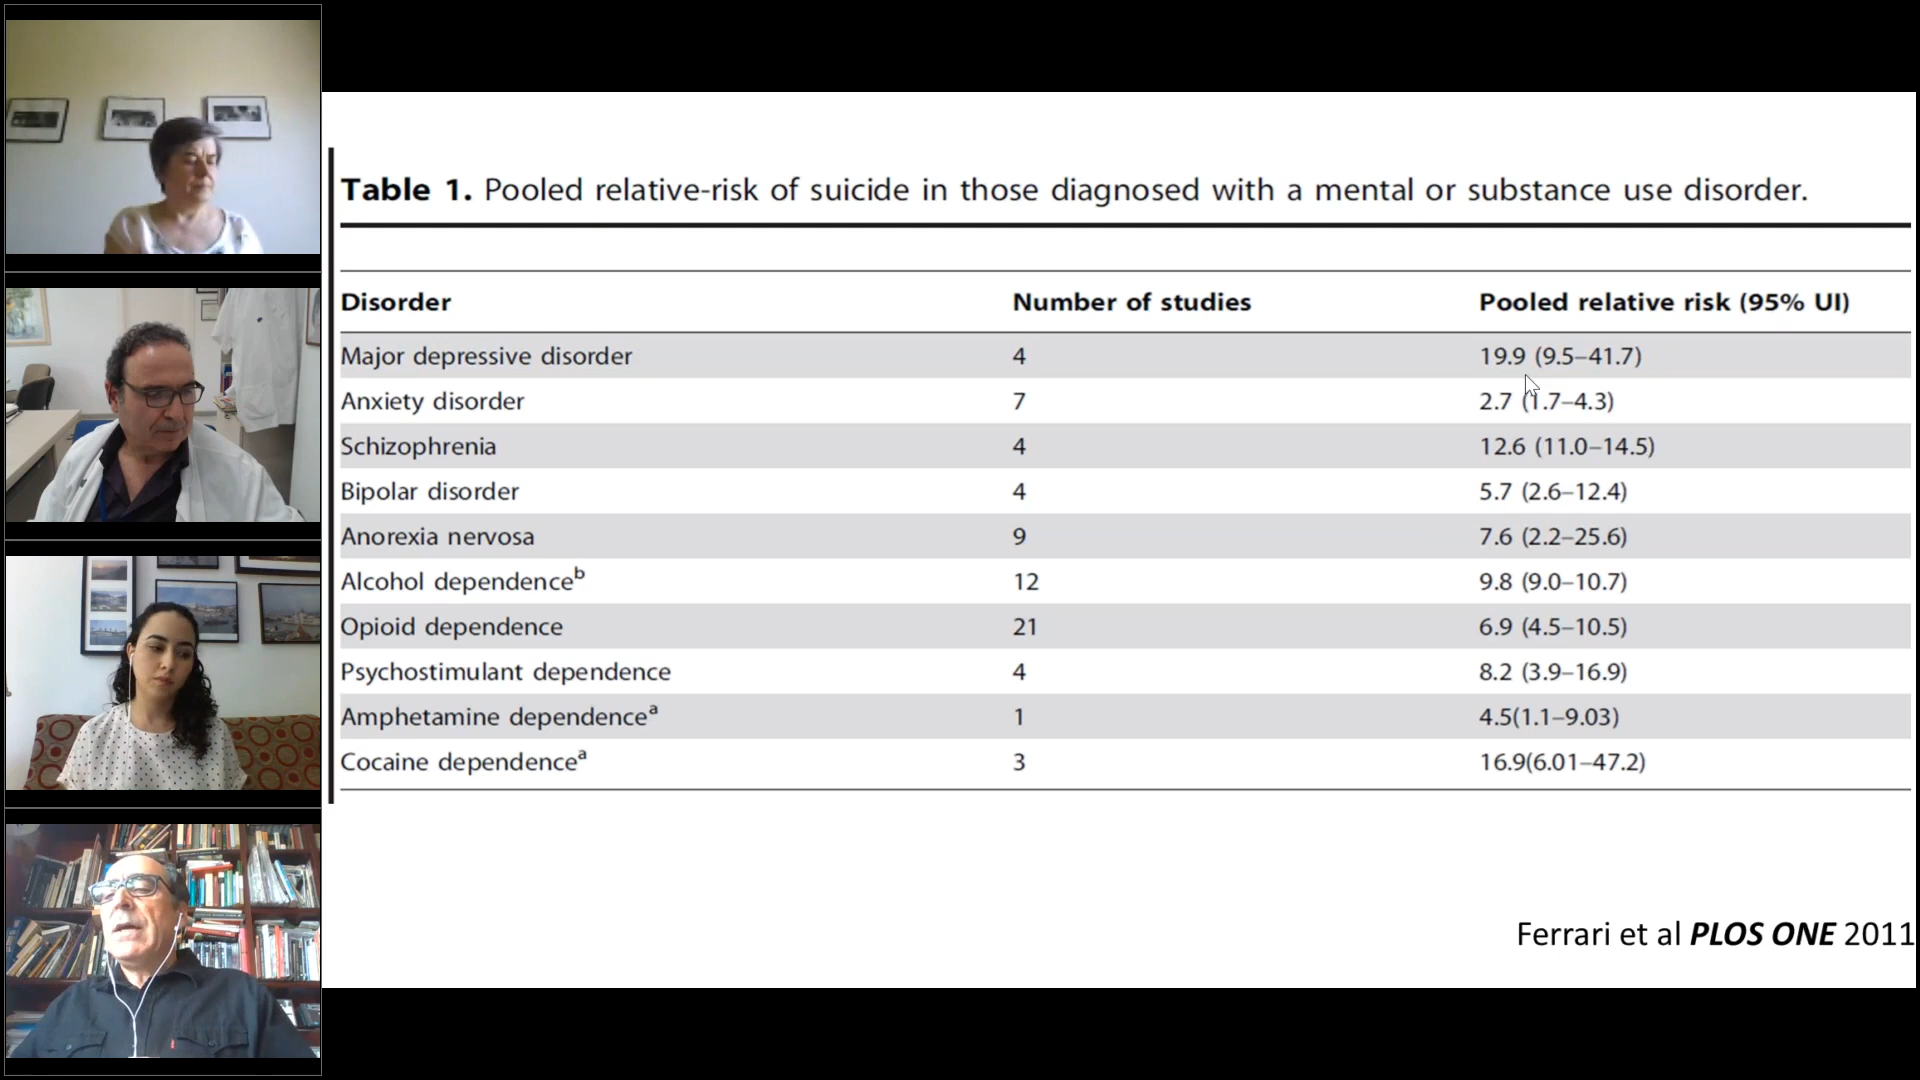 Table 1. Pooled relative-risk of suicide in those diagnosed with a mental or substance use disorder.
Disorder Number of studies Pooled relative risk (95% UI)
Major depressive disorder 4 19.9 (9.5–41.7)
Anxiety disorder 7 2.7 (1.7–4.3)
Schizophrenia 4 12.6 (11.0–14.5)
Bipolar disorder 4 5.7 (2.6–12.4)
Anorexia nervosa 9 7.6 (2.2–25.6)
Alcohol dependenceᵇ 12 9.8 (9.0–10.7)
Opioid dependence 21 6.9 (4.5–10.5)
Psychostimulant dependence 4 8.2 (3.9–16.9)
Amphetamine dependenceᵃ 1 4.5(1.1–9.03)
Cocaine dependenceᵃ 3 16.9(6.01–47.2)
Ferrari et al PLOS ONE 2011